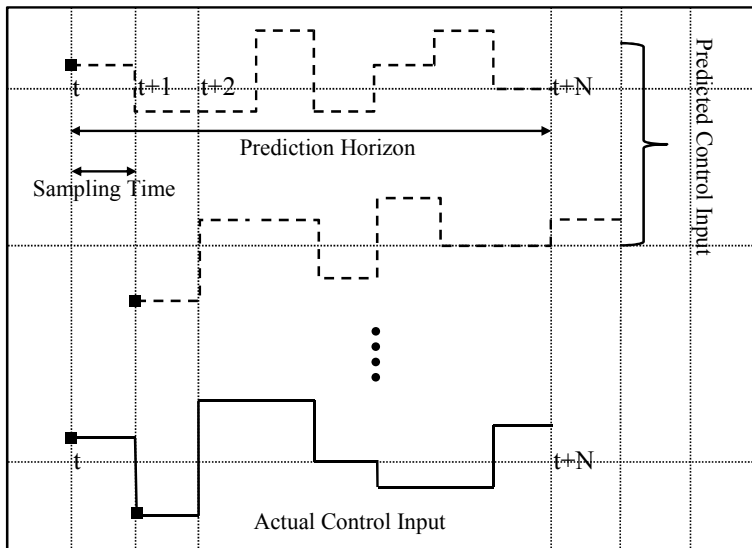 t
t+1
t+2
t+N
Prediction Horizon
Sampling Time
Predicted Control Input
t
t+N
Actual Control Input